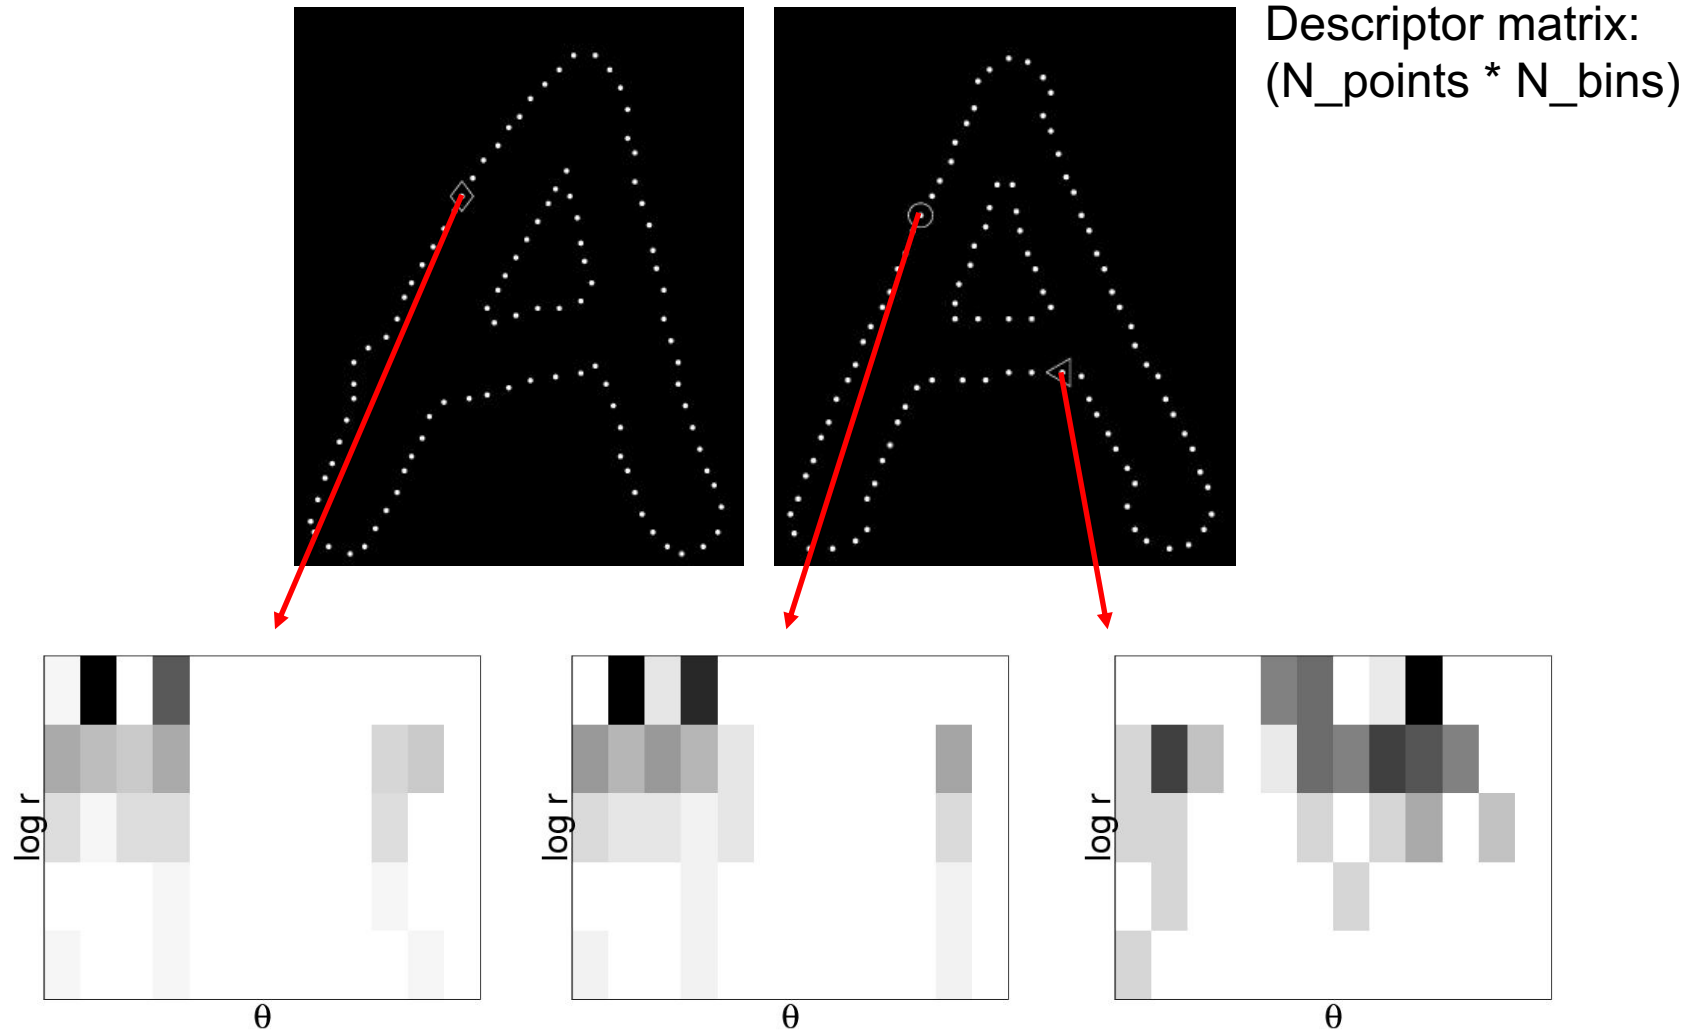 Descriptor matrix:
(N_points * N_bins)
log r
θ
log r
θ
log r
θ